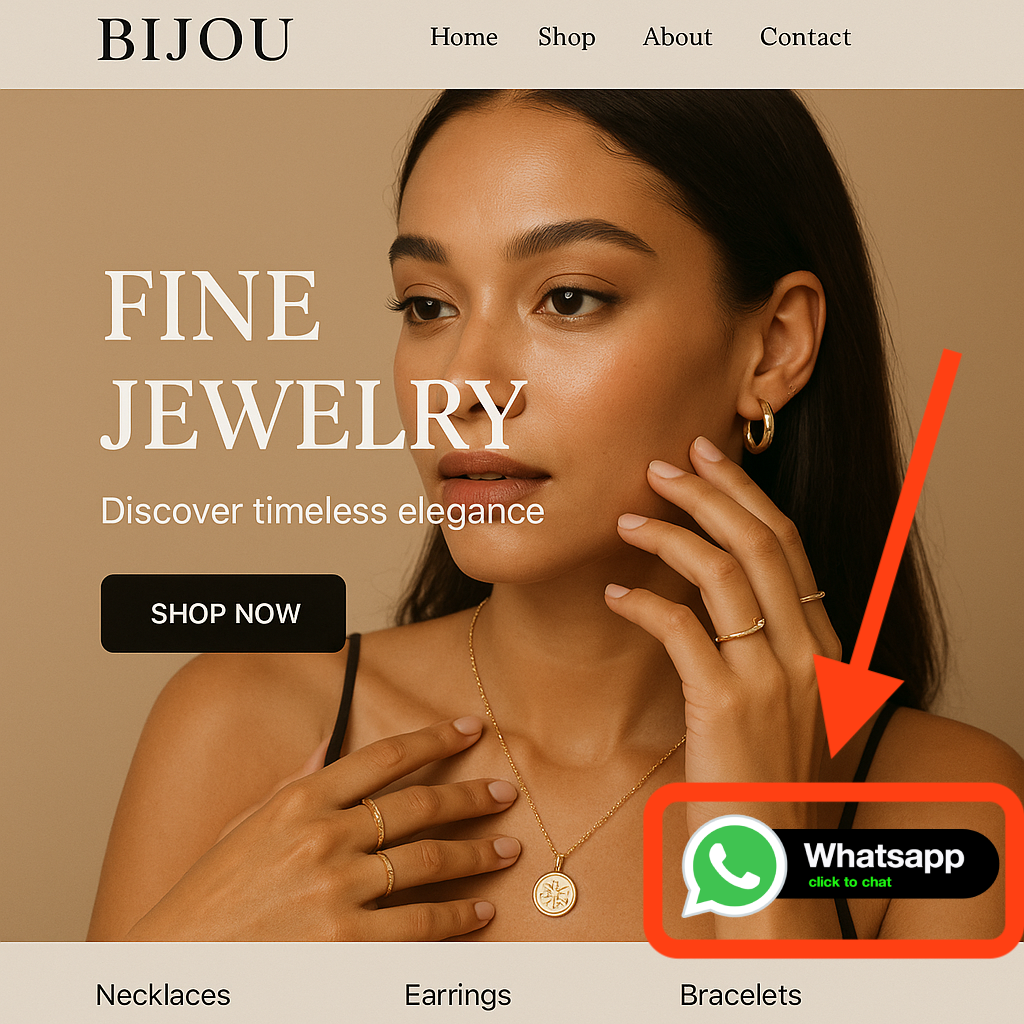 BIJOU
Home Shop About Contact
FINE
JEWELRY
Discover timeless elegance
SHOP NOW
Whatsapp
click to chat
Necklaces Earrings Bracelets